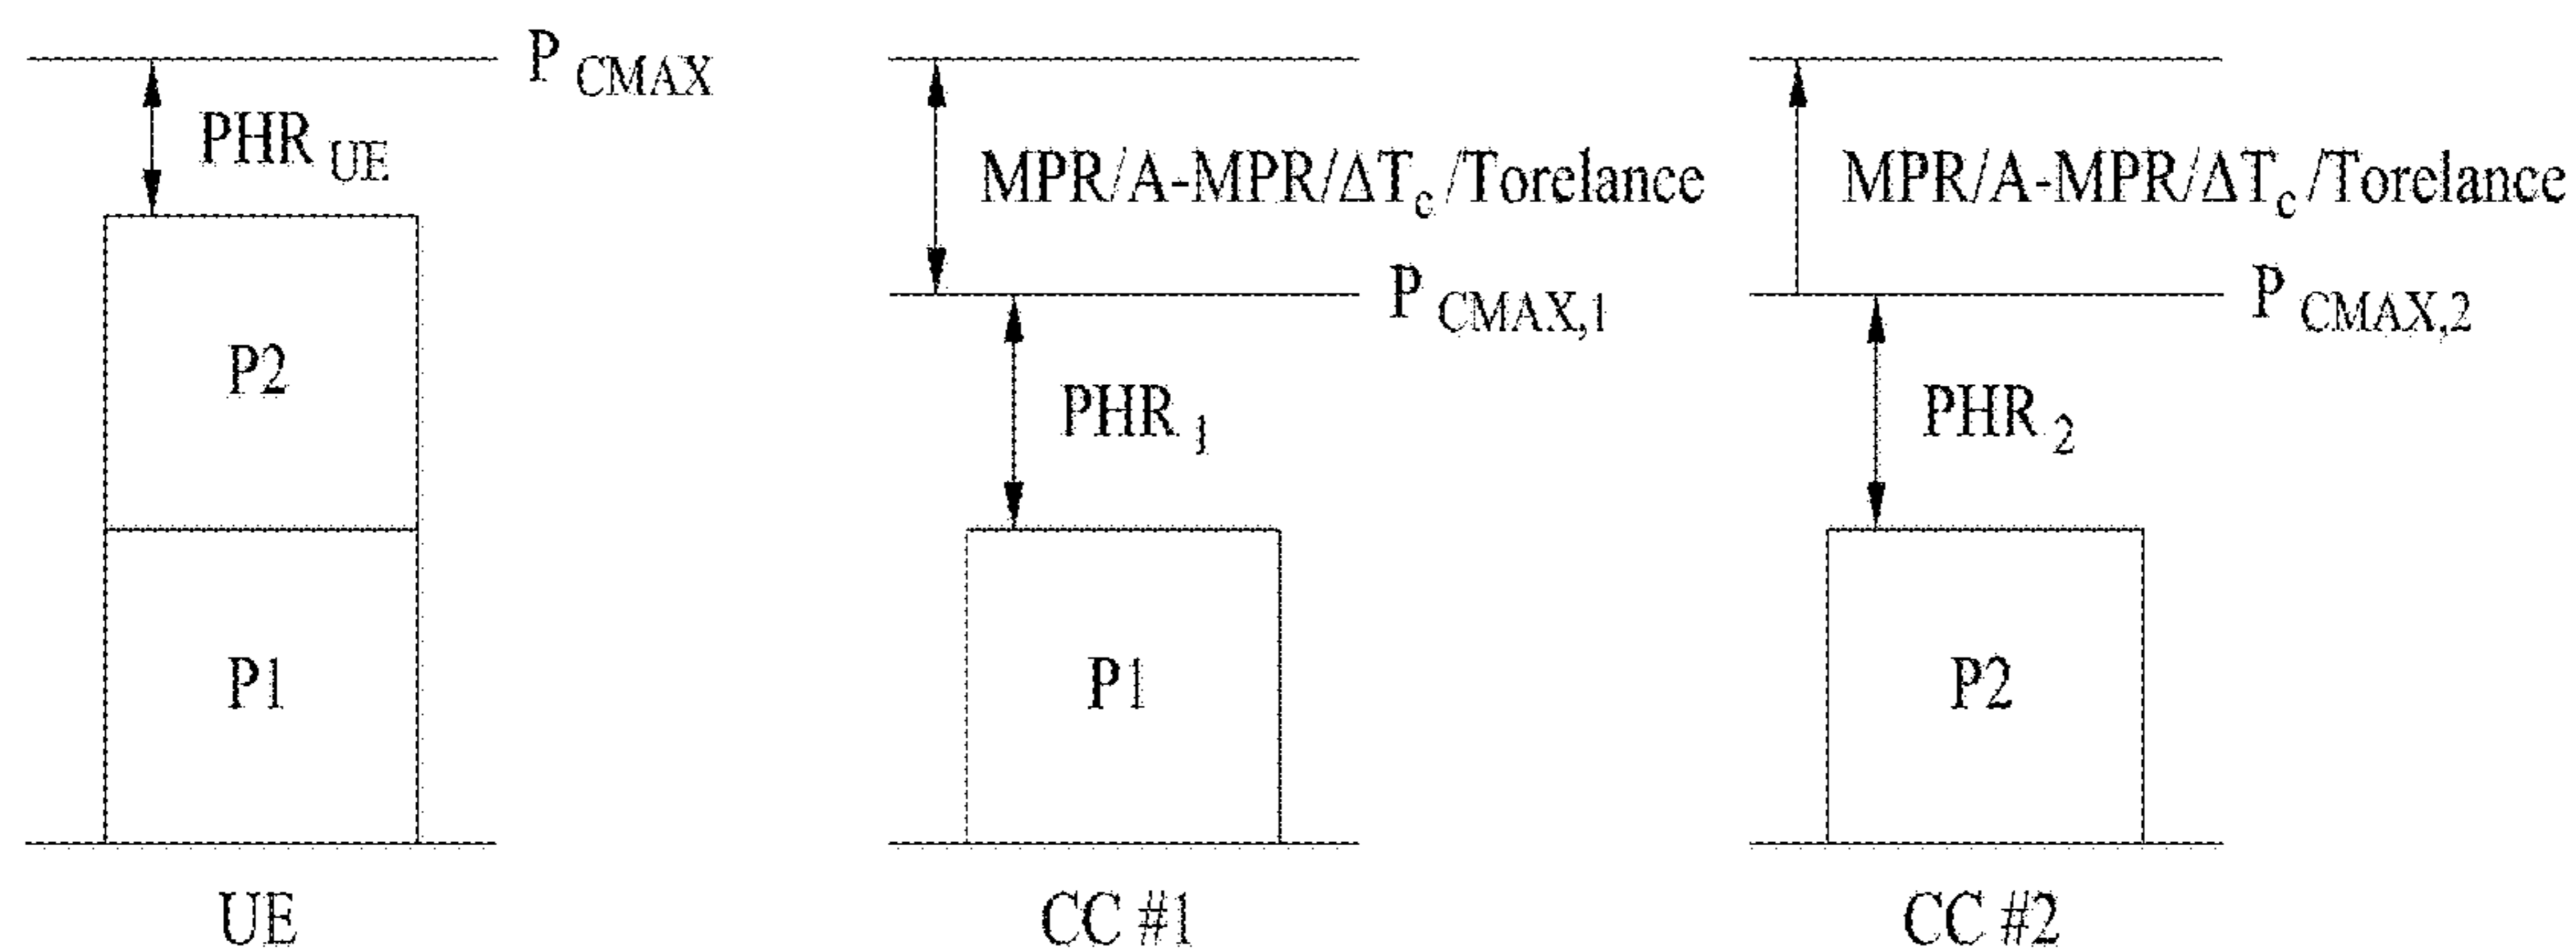 P CMAX
PHR UE
P2
P1
UE
MPR/A-MPR/ΔTc/Torelance
P CMAX,1
PHR 1
P1
CC #1
MPR/A-MPR/ΔTc/Torelance
P CMAX,2
PHR 2
P2
CC #2